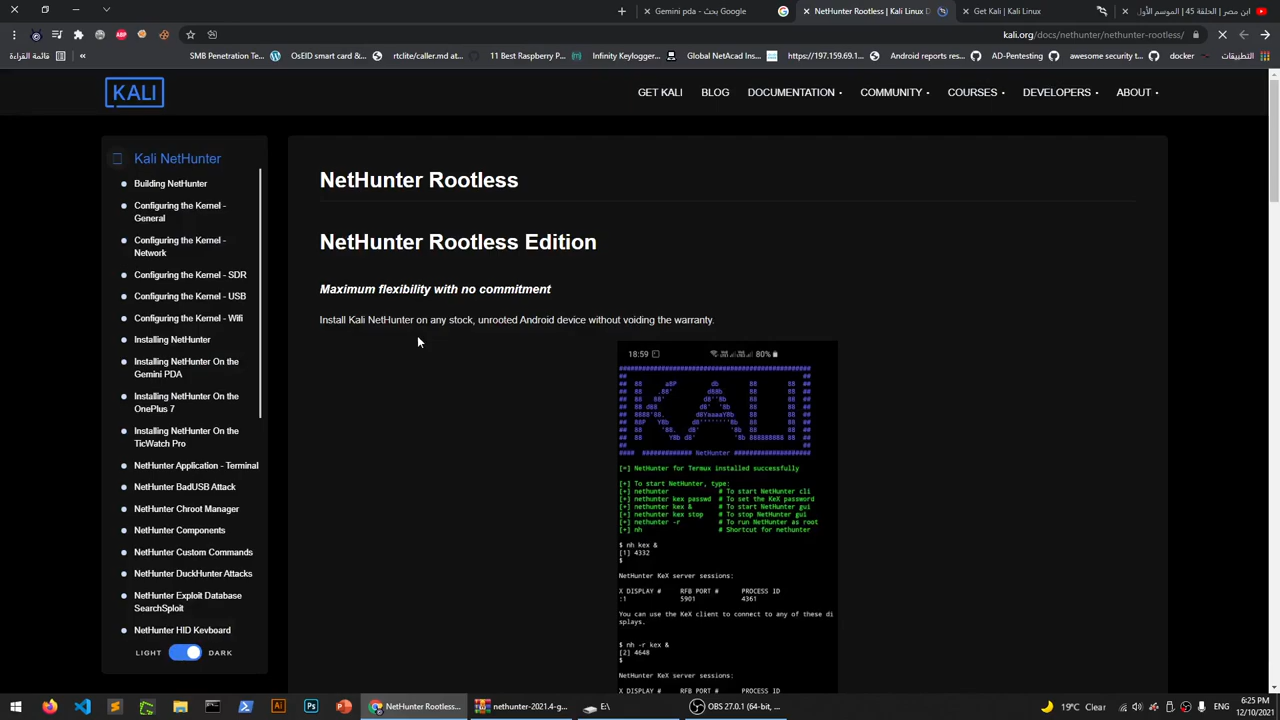 Gemini pda بحث - Google
NetHunter Rootless | Kali Linux D
Get Kali | Kali Linux
ابن مصر | الحلقة 45 | الموسم الأول
kali.org/docs/nethunter/nethunter-rootless/
قائمة القراءة
SMB Penetration Te...
OsEID smart card &...
rtclite/caller.md at...
11 Best Raspberry P...
Infinity Keylogger...
Global NetAcad Ins...
https://197.159.69.1...
Android reports res...
AD-Pentesting
awesome security t...
docker
التطبيقات
KALI
GET KALI
BLOG
DOCUMENTATION
COMMUNITY
COURSES
DEVELOPERS
ABOUT
Kali NetHunter
Building NetHunter
Configuring the Kernel -
General
Configuring the Kernel -
Network
Configuring the Kernel - SDR
Configuring the Kernel - USB
Configuring the Kernel - Wifi
Installing NetHunter
Installing NetHunter On the
Gemini PDA
Installing NetHunter On the
OnePlus 7
Installing NetHunter On the
TicWatch Pro
NetHunter Application - Terminal
NetHunter BadUSB Attack
NetHunter Chroot Manager
NetHunter Components
NetHunter Custom Commands
NetHunter DuckHunter Attacks
NetHunter Exploit Database
SearchSploit
NetHunter HID Keyboard
LIGHT DARK
NetHunter Rootless
NetHunter Rootless Edition
Maximum flexibility with no commitment
Install Kali NetHunter on any stock, unrooted Android device without voiding the warranty.
18:59 80%
#### ############# NetHunter ####################
[*] NetHunter for Termux installed successfully
[+] To start NetHunter, type:
[+] nethunter # To start NetHunter cli
[+] nethunter kex passwd # To set the KeX password
[+] nethunter kex & # To start NetHunter gui
[+] nethunter kex stop # To stop NetHunter gui
[+] nethunter -r # To run NetHunter as root
[+] nh # Shortcut for nethunter
$ nh kex &
[1] 4332
$
NetHunter KeX server sessions:
X DISPLAY # RFB PORT # PROCESS ID
:1 5901 4361
You can use the KeX client to connect to any of these di
splays.
$ nh -r kex &
[2] 4648
$
NetHunter KeX server sessions:
X DISPLAY # RFB PORT # PROCESS ID
NetHunter Rootless...
nethunter-2021.4-g...
E:\
OBS 27.0.1 (64-bit, ...
19°C Clear
ENG
6:25 PM
12/10/2021